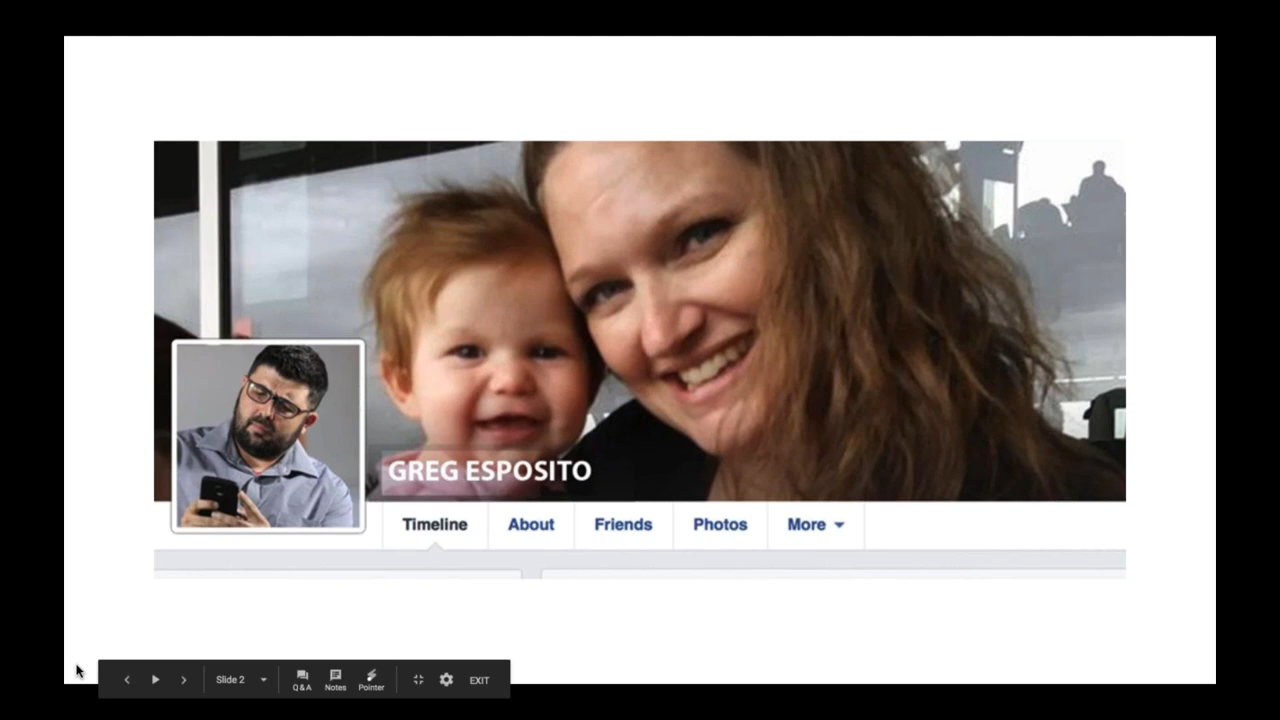 GREG ESPOSITO
Timeline About Friends Photos More
Slide 2 Q&A Notes Pointer EXIT